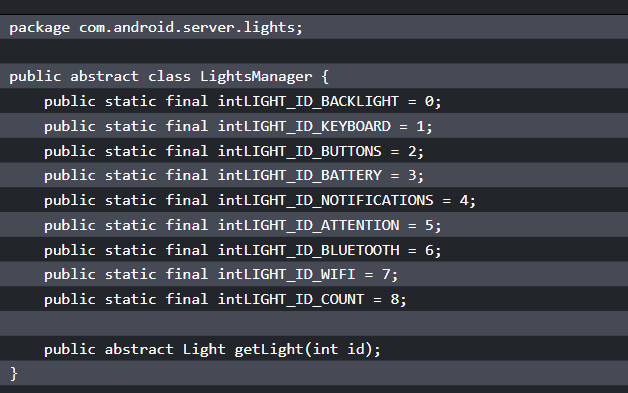 package com.android.server.lights;
public abstract class LightsManager {
public static final intLIGHT_ID_BACKLIGHT = 0;
public static final intLIGHT_ID_KEYBOARD = 1;
public static final intLIGHT_ID_BUTTONS = 2;
public static final intLIGHT_ID_BATTERY = 3;
public static final intLIGHT_ID_NOTIFICATIONS = 4;
public static final intLIGHT_ID_ATTENTION = 5;
public static final intLIGHT_ID_BLUETOOTH = 6;
public static final intLIGHT_ID_WIFI = 7;
public static final intLIGHT_ID_COUNT = 8;
public abstract Light getLight(int id);
}